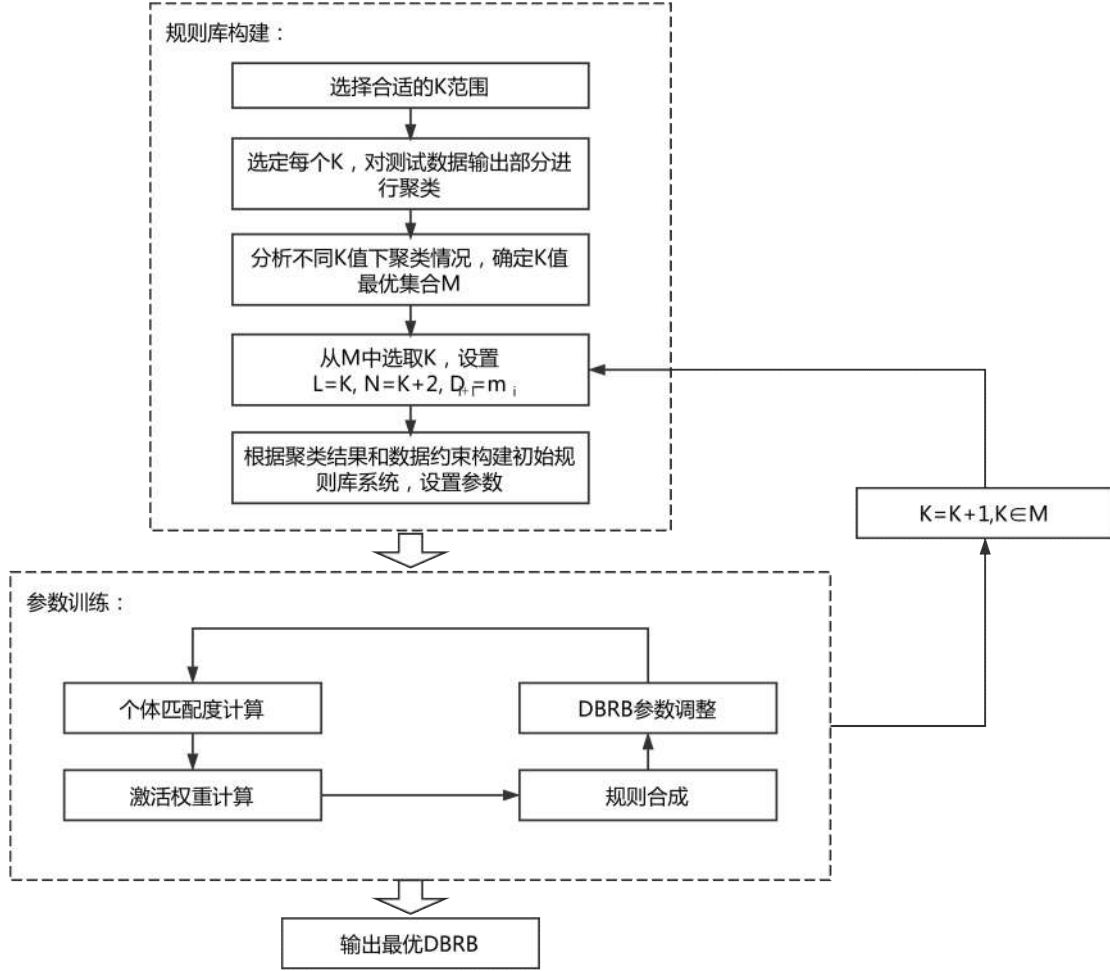 规则库构建：
选择合适的K范围
选定每个K，对测试数据输出部分进
行聚类
分析不同K值下聚类情况，确定K值
最优集合M
从M中选取K，设置
L=K, N=K+2, D_{i+1}=m_i
根据聚类结果和数据约束构建初始规
则库系统，设置参数
K=K+1,K∈M
参数训练：
个体匹配度计算
DBRB参数调整
激活权重计算
规则合成
输出最优DBRB